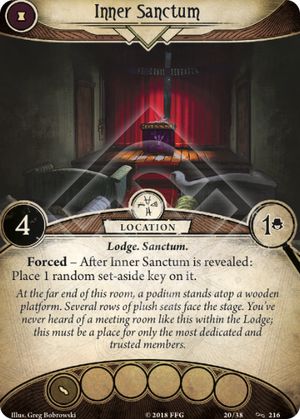 Inner Sanctum
4
LOCATION
1
Lodge. Sanctum.
Forced – After Inner Sanctum is revealed:
Place 1 random set-aside key on it.
At the far end of this room, a podium stands atop a wooden
platform. Several rows of plush seats face the stage. You've
never heard of a meeting room like this within the Lodge;
this must be a place for only the most dedicated and
trusted members.
Illus. Greg Bobrowski
© 2018 FFG
20/38
216